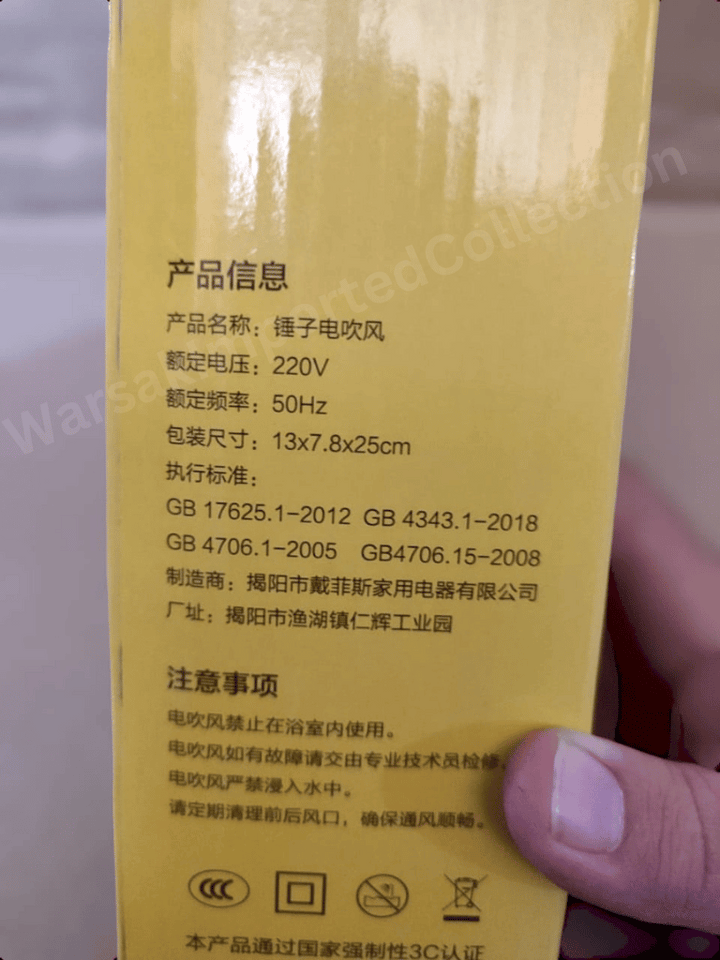 产品信息
产品名称：锤子电吹风
额定电压：220V
额定频率：50Hz
包装尺寸：13x7.8x25cm
执行标准：
GB 17625.1-2012 GB 4343.1-2018
GB 4706.1-2005 GB4706.15-2008
制造商：揭阳市戴菲斯家用电器有限公司
厂址：揭阳市渔湖镇仁辉工业园
注意事项
电吹风禁止在浴室内使用。
电吹风如有故障请交由专业技术员检修。
电吹风严禁浸入水中。
请定期清理前后风口，确保通风顺畅。
CCC
本产品通过国家强制性3C认证